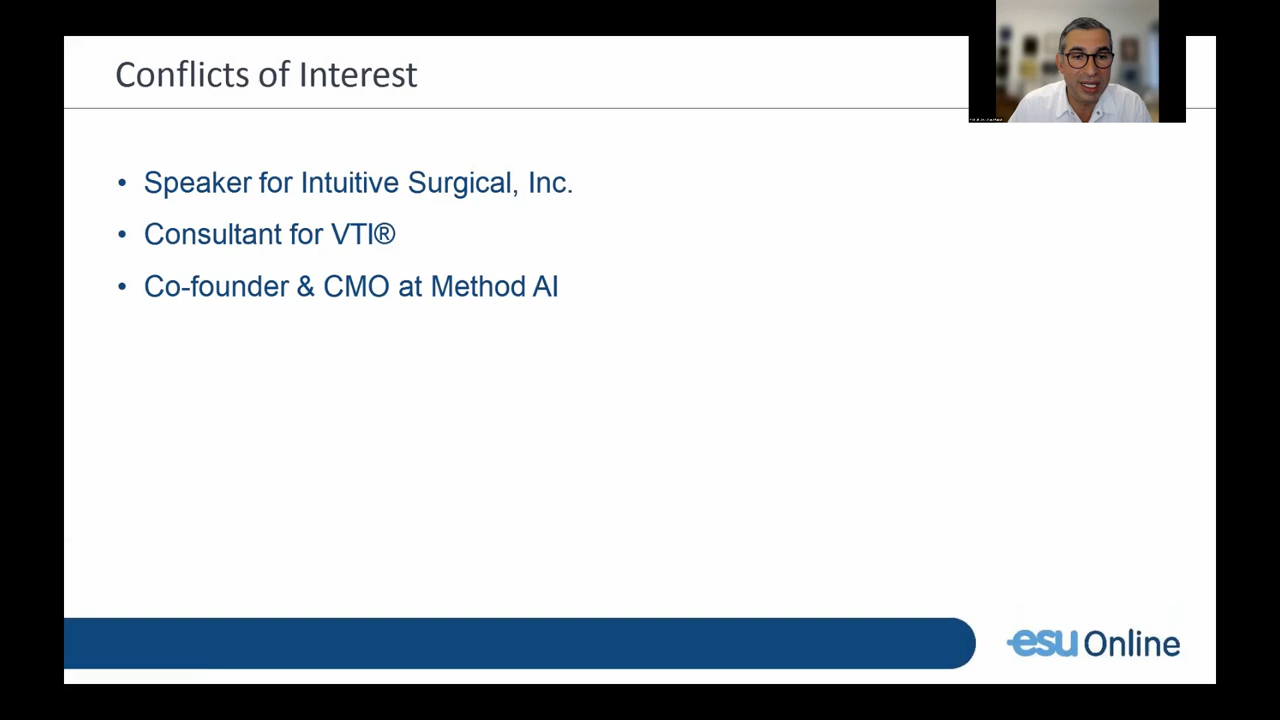 Conflicts of Interest
• Speaker for Intuitive Surgical, Inc.
• Consultant for VTI®
• Co-founder & CMO at Method AI
esu Online